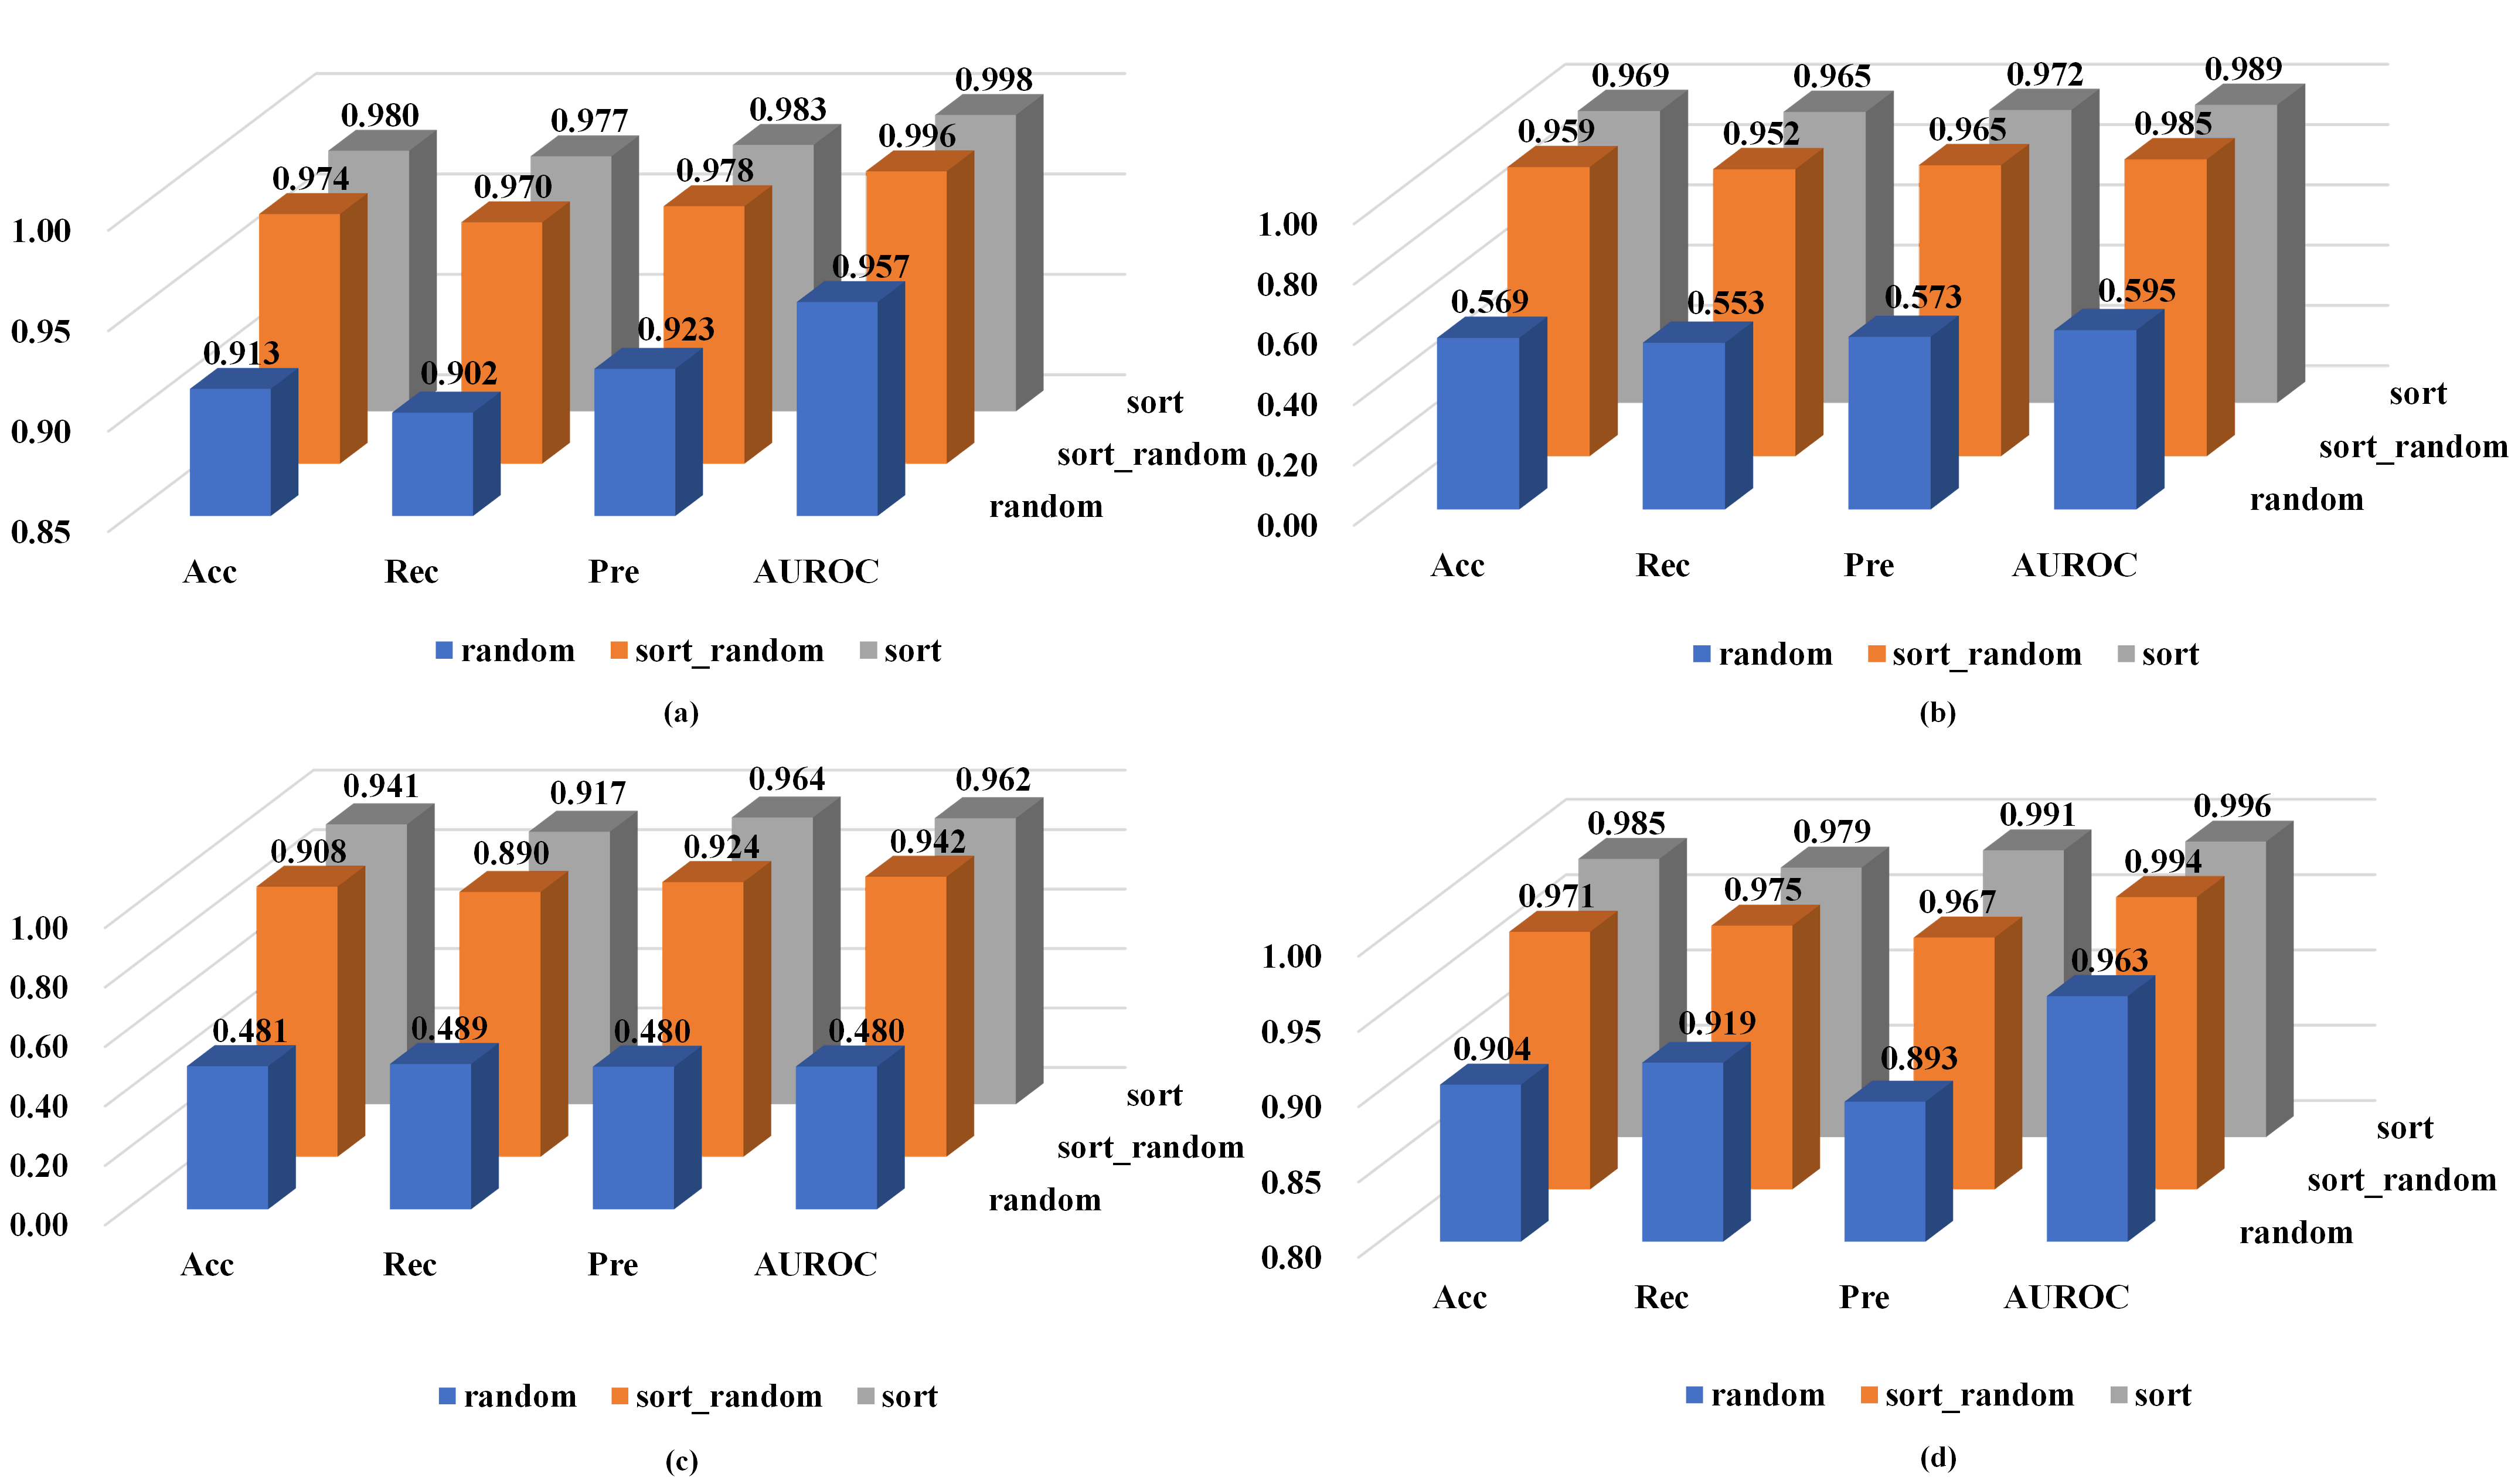 0.980 0.977 0.983 0.998
0.974 0.970 0.978 0.996
0.913 0.902 0.923 0.957
1.00
0.95
0.90
0.85
sort
sort_random
random
Acc Rec Pre AUROC
random sort_random sort
(a)
0.969 0.965 0.972 0.989
0.959 0.952 0.965 0.985
0.569 0.553 0.573 0.595
1.00
0.80
0.60
0.40
0.20
0.00
sort
sort_random
random
Acc Rec Pre AUROC
random sort_random sort
(b)
0.941 0.917 0.964 0.962
0.908 0.890 0.924 0.942
0.481 0.489 0.480 0.480
1.00
0.80
0.60
0.40
0.20
0.00
sort
sort_random
random
Acc Rec Pre AUROC
random sort_random sort
(c)
0.985 0.979 0.991 0.996
0.971 0.975 0.967 0.994
0.904 0.919 0.893 0.963
1.00
0.95
0.90
0.85
0.80
sort
sort_random
random
Acc Rec Pre AUROC
random sort_random sort
(d)